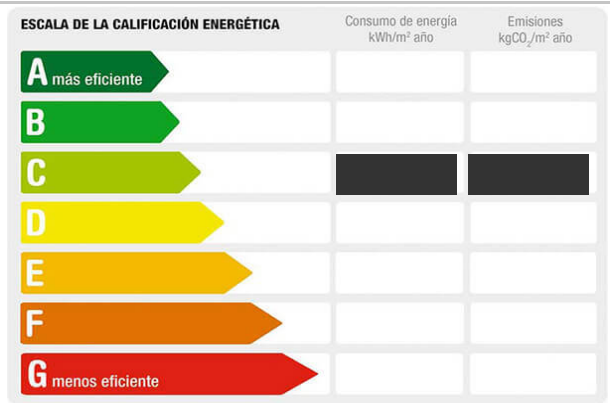 ESCALA DE LA CALIFICACIÓN ENERGÉTICA
Consumo de energía
kWh/m² año
Emisiones
kgCO₂/m² año
A más eficiente
B
C
D
E
F
G menos eficiente